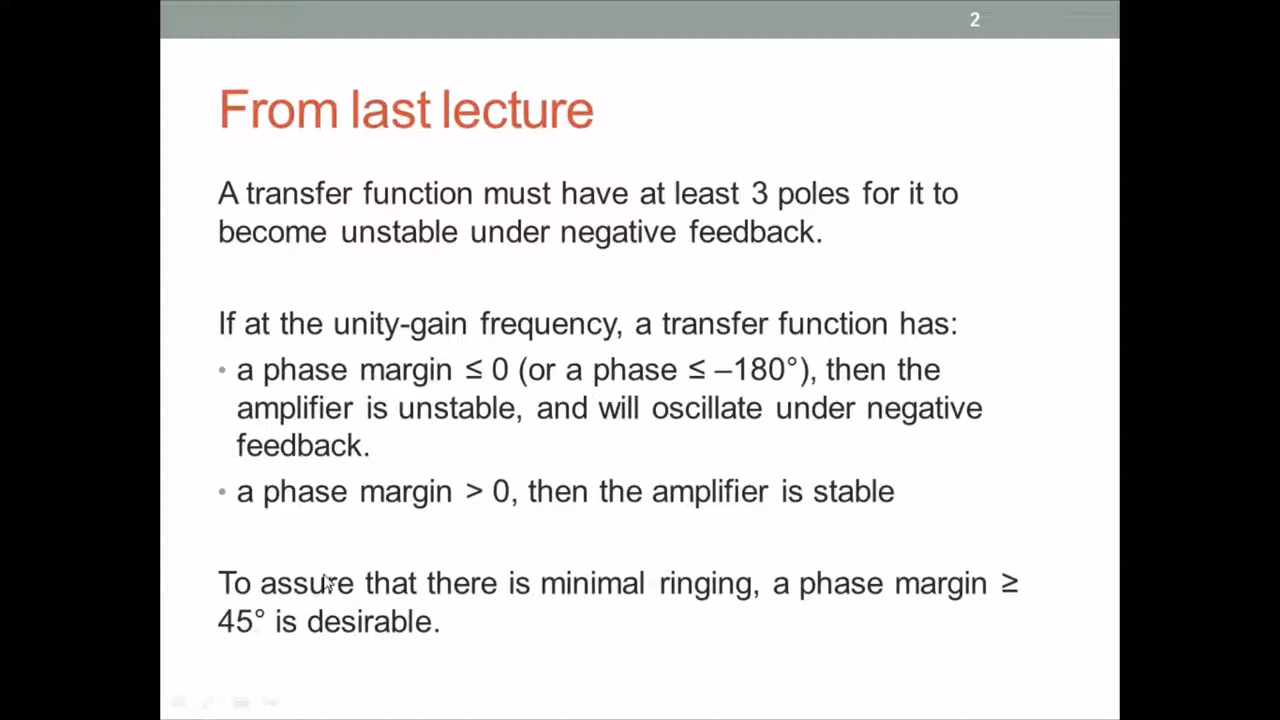 2
From last lecture
A transfer function must have at least 3 poles for it to
become unstable under negative feedback.
If at the unity-gain frequency, a transfer function has:
• a phase margin ≤ 0 (or a phase ≤ –180°), then the
amplifier is unstable, and will oscillate under negative
feedback.
• a phase margin > 0, then the amplifier is stable
To assure that there is minimal ringing, a phase margin ≥
45° is desirable.